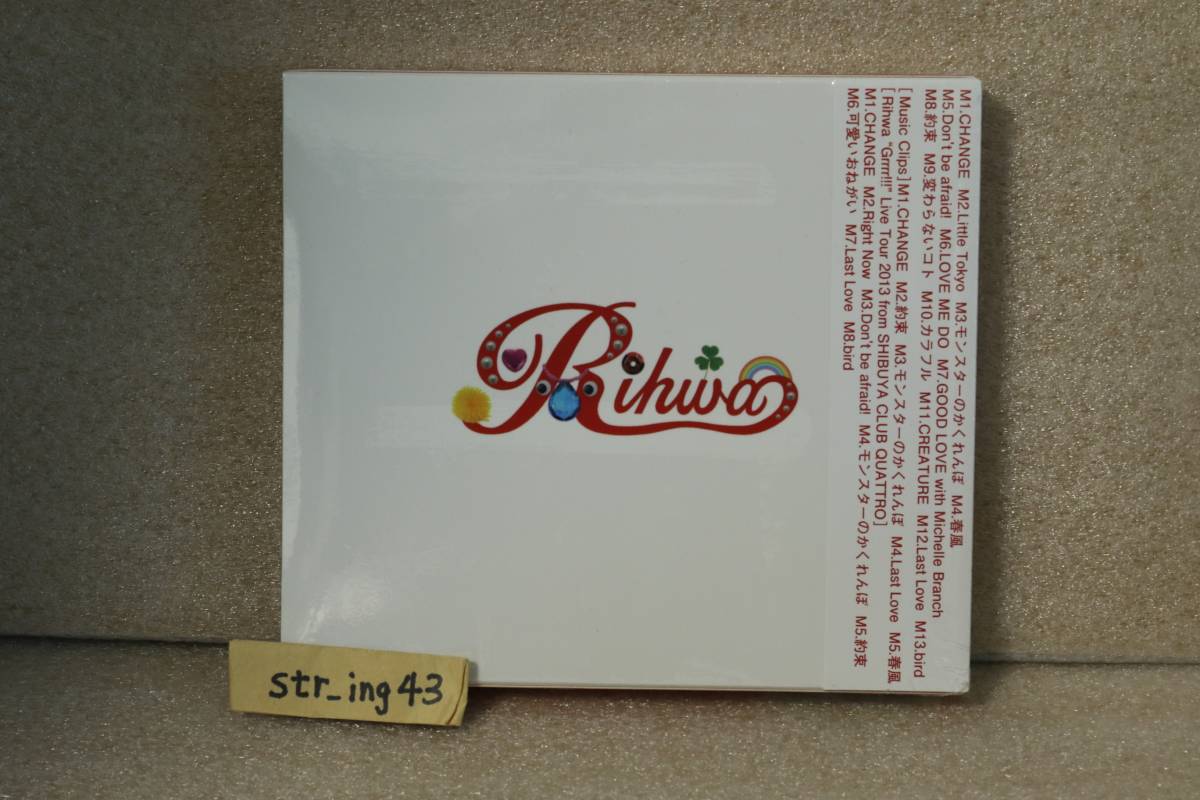 Rihwa
M1.CHANGE M2.Little Tokyo M3.モンスターのかくれんぼ M4.春風
M5.Don't be afraid! M6.LOVE ME DO M7.GOOD LOVE with Michelle Branch
M8.約束 M9.変わらないコト M10.カラフル M11.CREATURE M12.Last Love M13.bird
[Music Clips]M1.CHANGE M2.約束 M3.モンスターのかくれんぼ M4.Last Love M5.春風
[Rihwa "Grrrr!!!" Live Tour 2013 from SHIBUYA CLUB QUATTRO]
M1.CHANGE M2.Right Now M3.Don't be afraid! M4.モンスターのかくれんぼ M5.約束
M6.可愛いおねがい M7.Last Love M8.bird
str_ing43